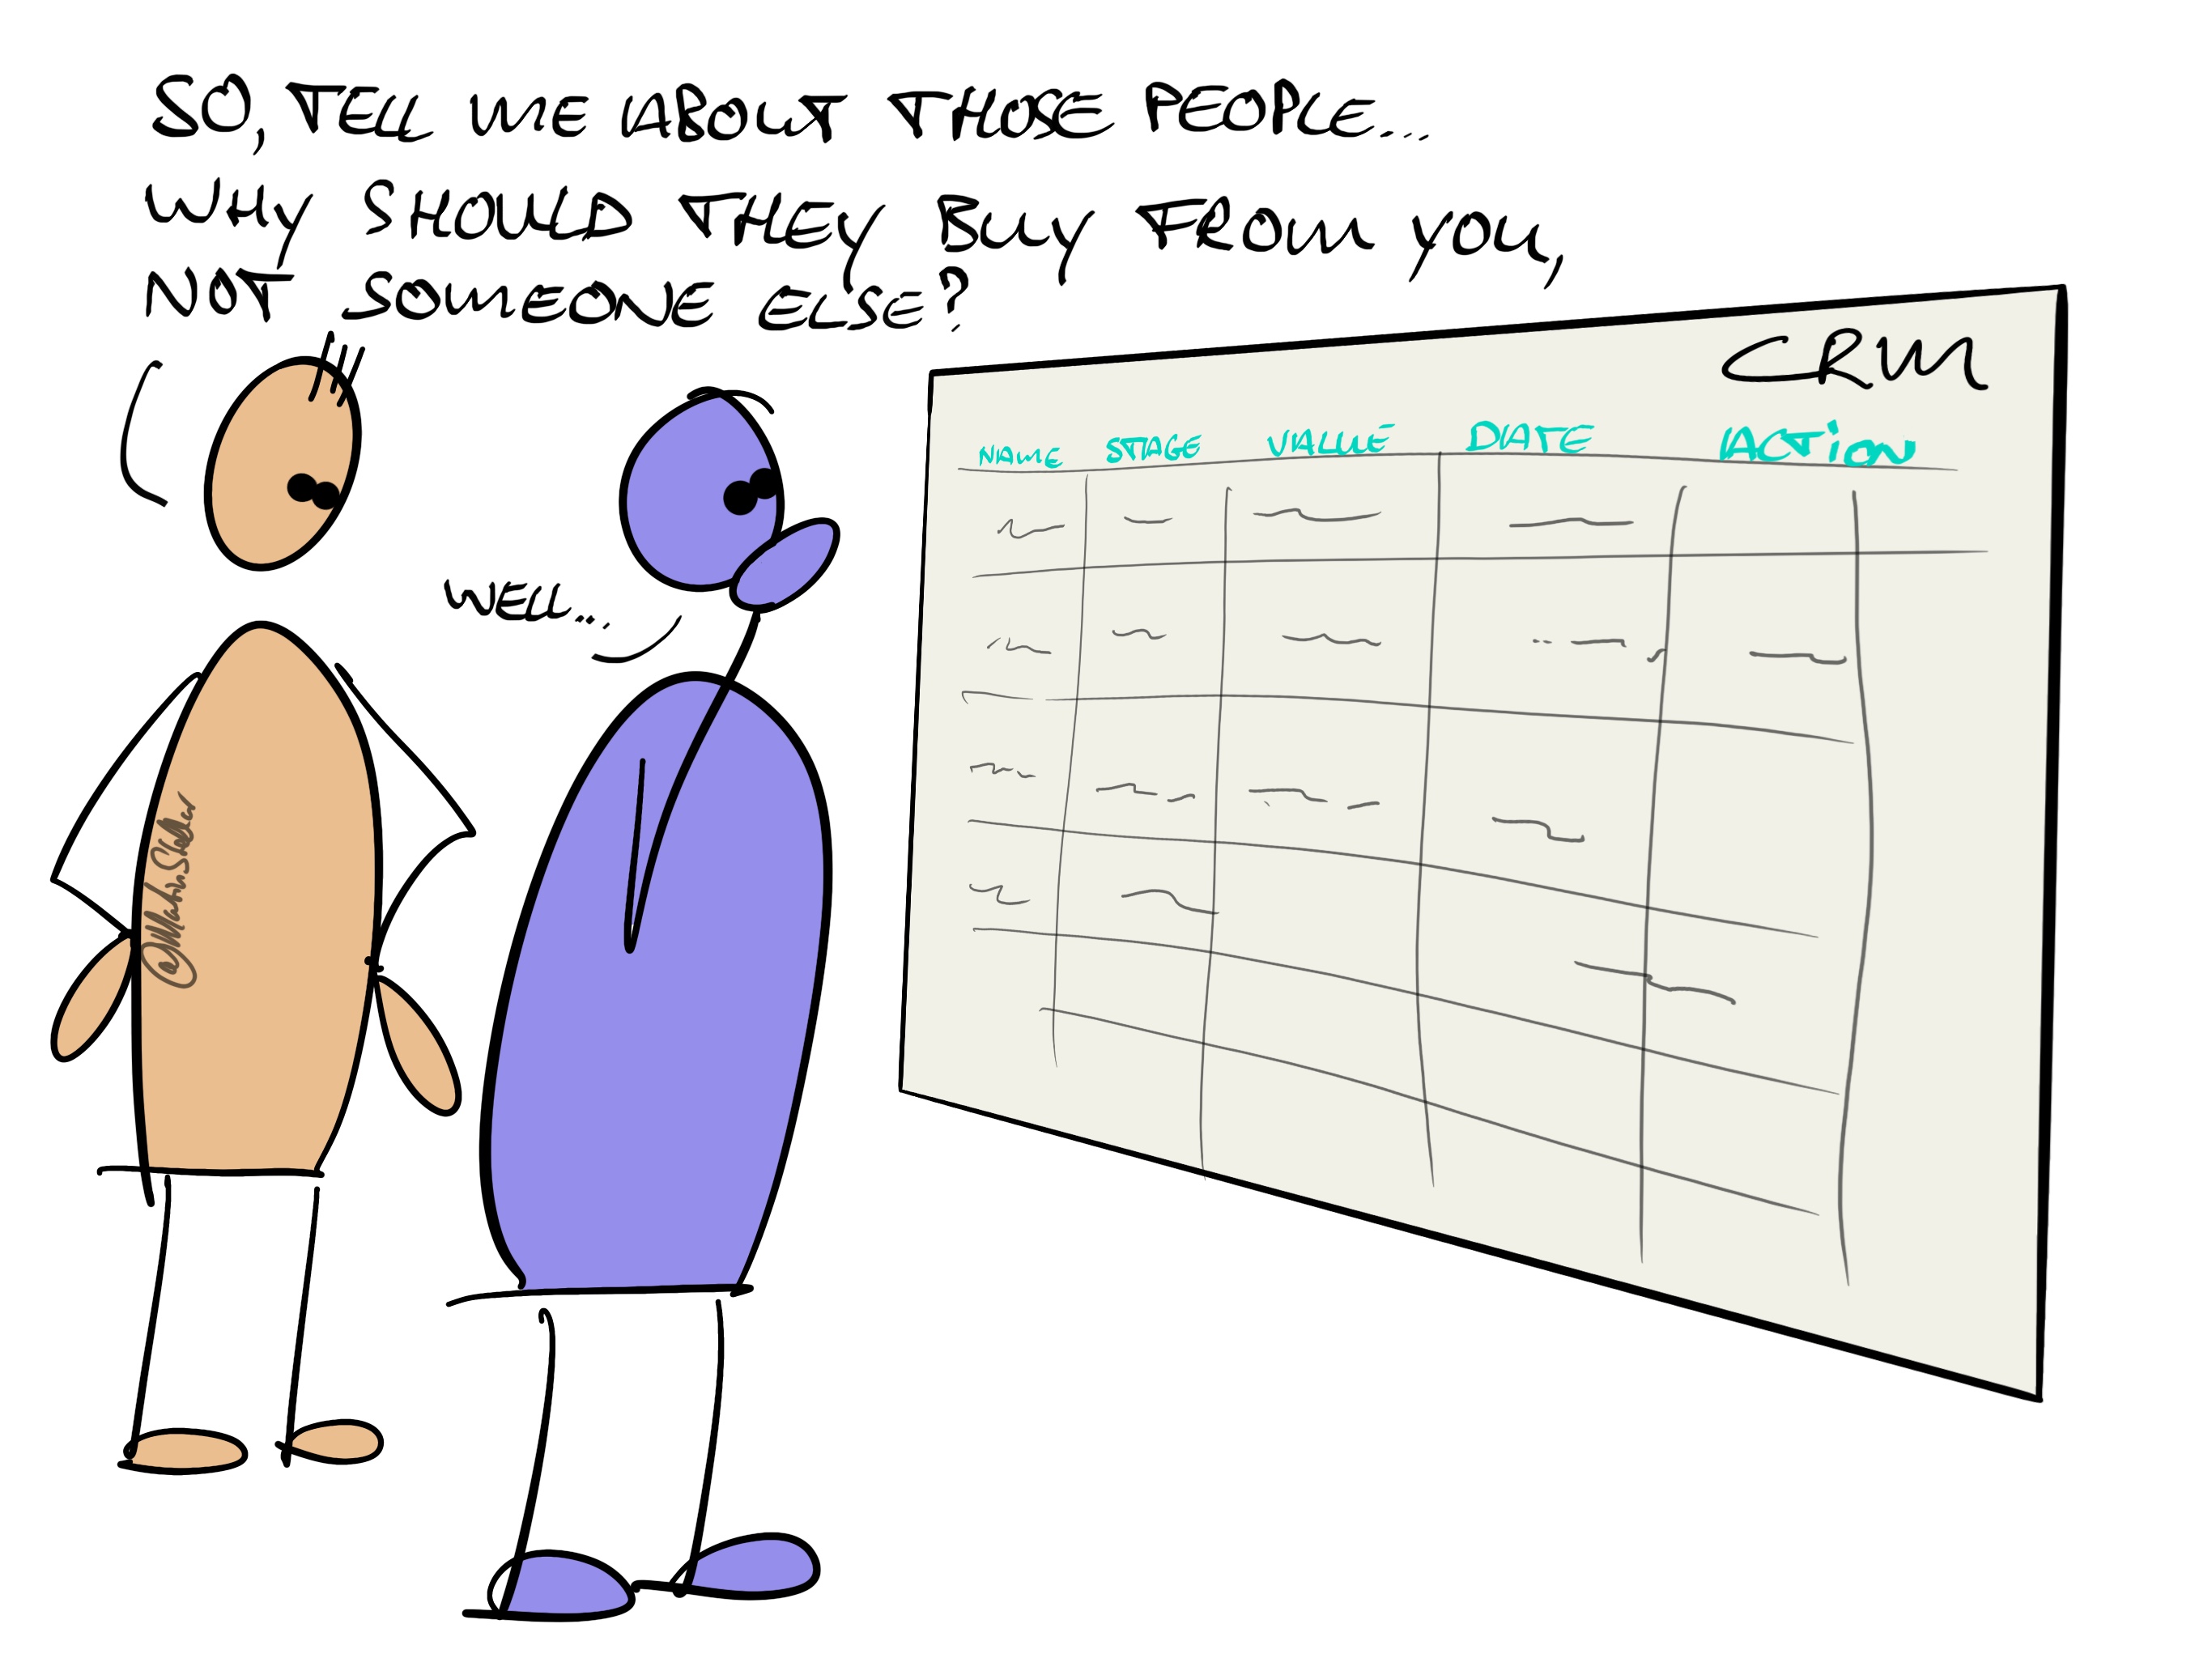 SO, TELL ME ABOUT THOSE PEOPLE...
WHY SHOULD THEY BUY FROM YOU,
NOT SOMEONE ELSE?
WELL...
CRM
NAME STAGE VALUE DATE ACTION